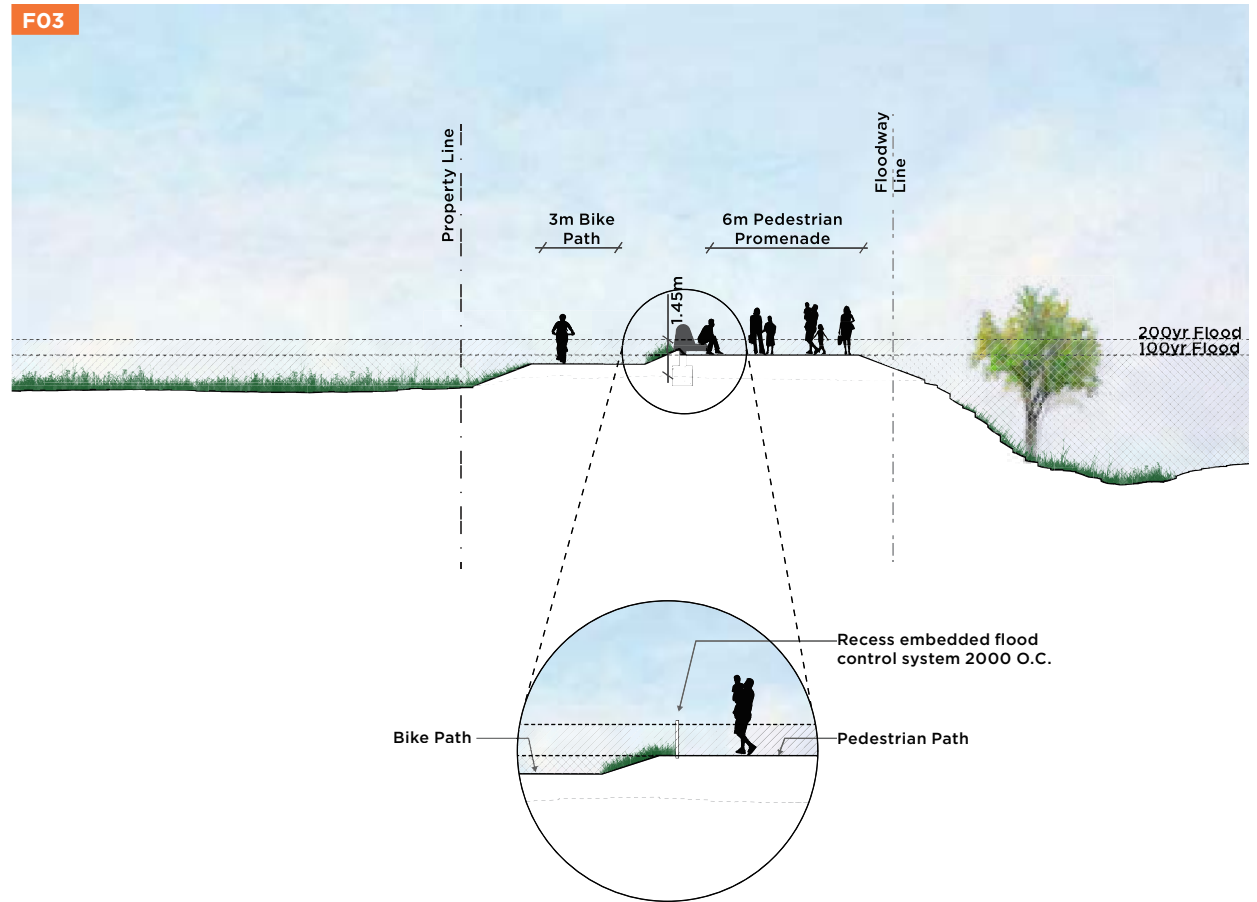 F03
Property Line
Floodway
Line
3m Bike
Path
6m Pedestrian
Promenade
1.45m
200yr Flood
100yr Flood
Recess embedded flood
control system 2000 O.C.
Bike Path
Pedestrian Path